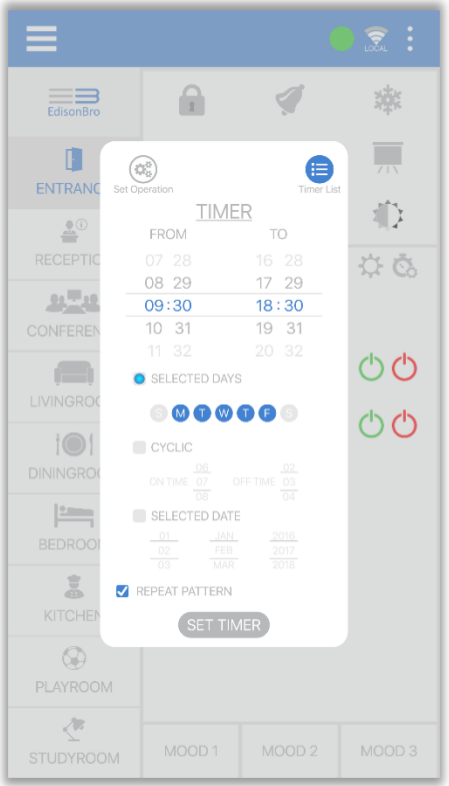 LOCAL
EdisonBro
ENTRANC
Set Operation
Timer List
TIMER
FROM TO
RECEPTIO
07 28 16 28
08 29 17 29
09:30 18:30
10 31 19 31
11 32 20 32
CONFEREN
SELECTED DAYS
LIVINGROO
S M T W T F S
CYCLIC
06 02
ON TIME 07 OFF TIME 03
08 04
DININGROO
SELECTED DATE
01 JAN 2016
02 FEB 2017
03 MAR 2018
BEDROO
REPEAT PATTERN
KITCHEN
SET TIMER
PLAYROOM
STUDYROOM
MOOD 1 MOOD 2 MOOD 3